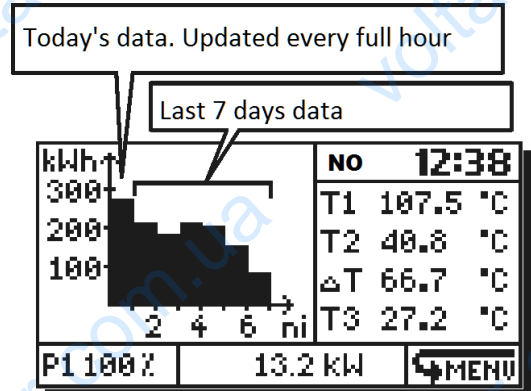 Today's data. Updated every full hour
Last 7 days data
kWh
300
200
100
2 4 6 ni
NO 12:38
T1 107.5 °C
T2 40.8 °C
△T 66.7 °C
T3 27.2 °C
P1 100% 13.2 kW MENU
com.ua